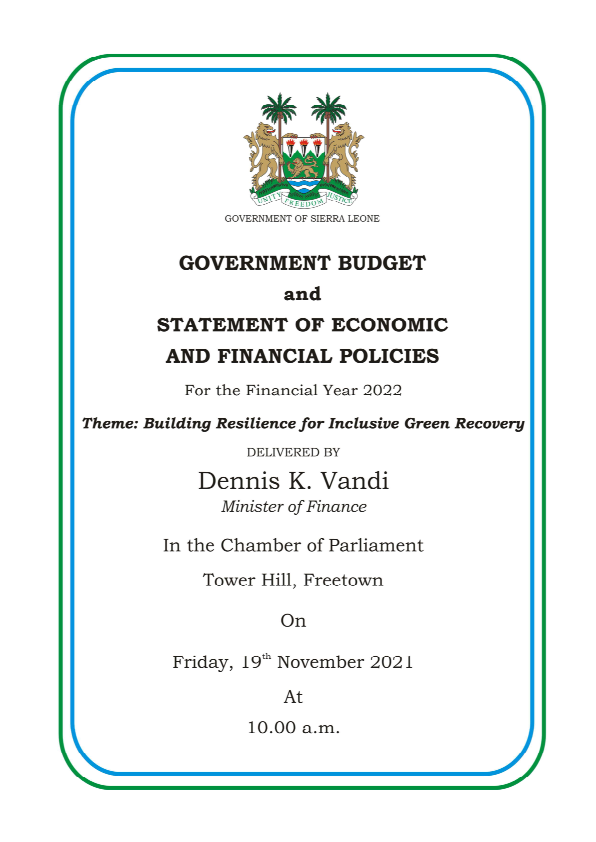 UNITY FREEDOM JUSTICE
GOVERNMENT OF SIERRA LEONE
GOVERNMENT BUDGET
and
STATEMENT OF ECONOMIC
AND FINANCIAL POLICIES
For the Financial Year 2022
Theme: Building Resilience for Inclusive Green Recovery
DELIVERED BY
Dennis K. Vandi
Minister of Finance
In the Chamber of Parliament
Tower Hill, Freetown
On
Friday, 19th November 2021
At
10.00 a.m.